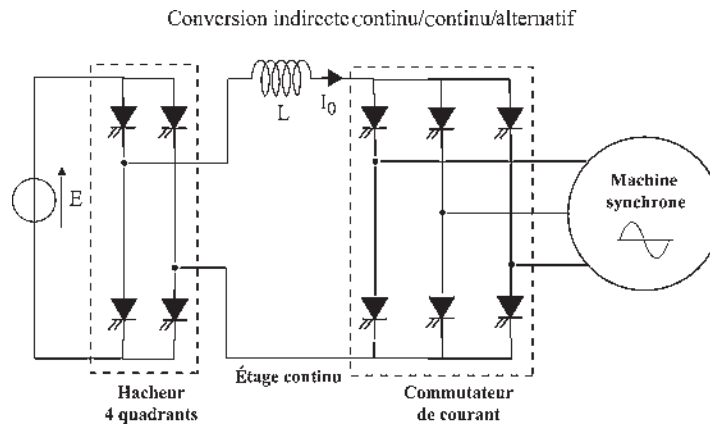 Conversion indirecte continu/continu/alternatif
L
I0
E
Machine
synchrone
Étage continu
Hacheur
4 quadrants
Commutateur
de courant